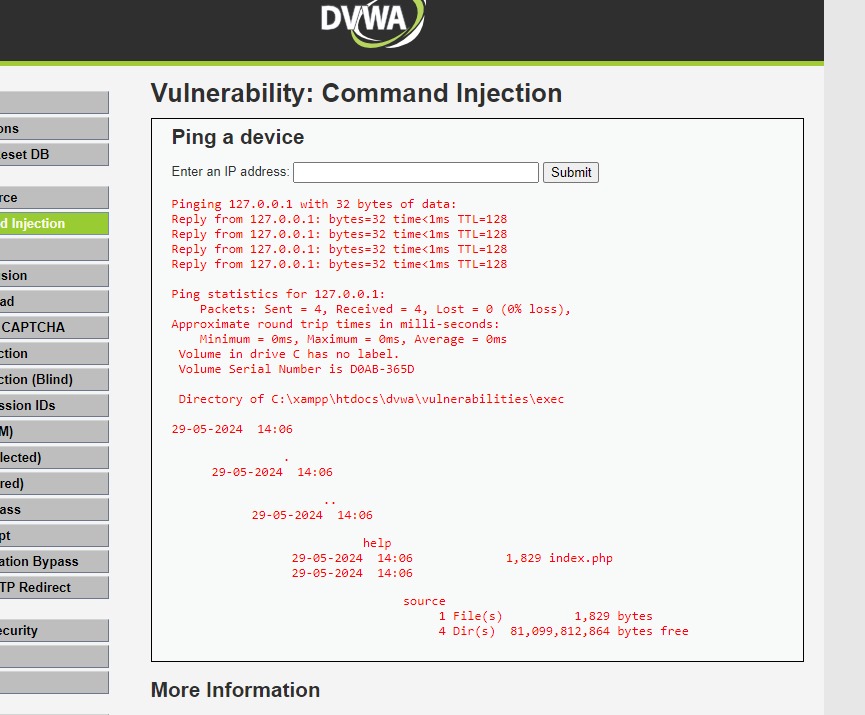 DVWA
Vulnerability: Command Injection
ons
eset DB
rce
d Injection
sion
ad
CAPTCHA
ction
ction (Blind)
ssion IDs
M)
lected)
red)
ass
pt
ation Bypass
TP Redirect
ecurity
Ping a device
Enter an IP address: Submit
Pinging 127.0.0.1 with 32 bytes of data:
Reply from 127.0.0.1: bytes=32 time<1ms TTL=128
Reply from 127.0.0.1: bytes=32 time<1ms TTL=128
Reply from 127.0.0.1: bytes=32 time<1ms TTL=128
Reply from 127.0.0.1: bytes=32 time<1ms TTL=128
Ping statistics for 127.0.0.1:
Packets: Sent = 4, Received = 4, Lost = 0 (0% loss),
Approximate round trip times in milli-seconds:
Minimum = 0ms, Maximum = 0ms, Average = 0ms
Volume in drive C has no label.
Volume Serial Number is D0AB-365D
Directory of C:\xampp\htdocs\dvwa\vulnerabilities\exec
29-05-2024 14:06
.
29-05-2024 14:06
..
29-05-2024 14:06
help
29-05-2024 14:06 1,829 index.php
29-05-2024 14:06
source
1 File(s) 1,829 bytes
4 Dir(s) 81,099,812,864 bytes free
More Information